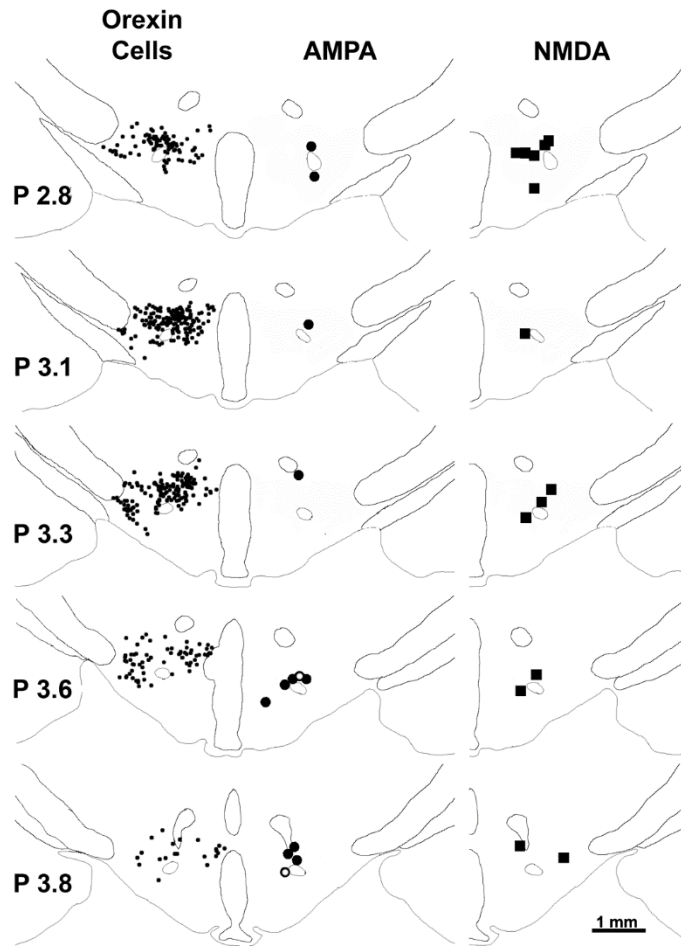 Orexin
Cells
AMPA
NMDA
P 2.8
P 3.1
P 3.3
P 3.6
P 3.8
1 mm